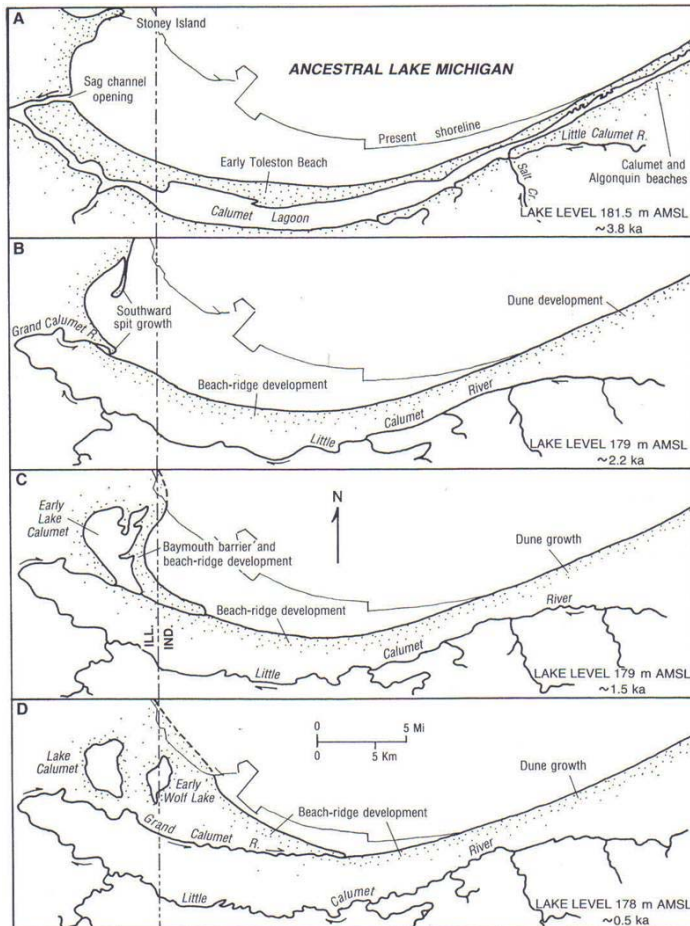 A
Stoney Island
Sag channel
opening
ANCESTRAL LAKE MICHIGAN
Present shoreline
Early Toleston Beach
Calumet Lagoon
Little Calumet R.
Salt Cr.
Calumet and
Algonquin beaches
LAKE LEVEL 181.5 m AMSL
~3.8 ka
B
Southward
spit growth
Grand Calumet R.
Dune development
Beach-ridge development
Little Calumet River
LAKE LEVEL 179 m AMSL
~2.2 ka
C
Early
Lake
Calumet
N
Baymouth barrier and
beach-ridge development
Dune growth
Beach-ridge development
ILL.
IND.
Little Calumet River
LAKE LEVEL 179 m AMSL
~1.5 ka
D
0 5 Mi
0 5 Km
Lake
Calumet
Early
Wolf Lake
Dune growth
Beach-ridge development
Grand Calumet R.
Little Calumet River
LAKE LEVEL 178 m AMSL
~0.5 ka